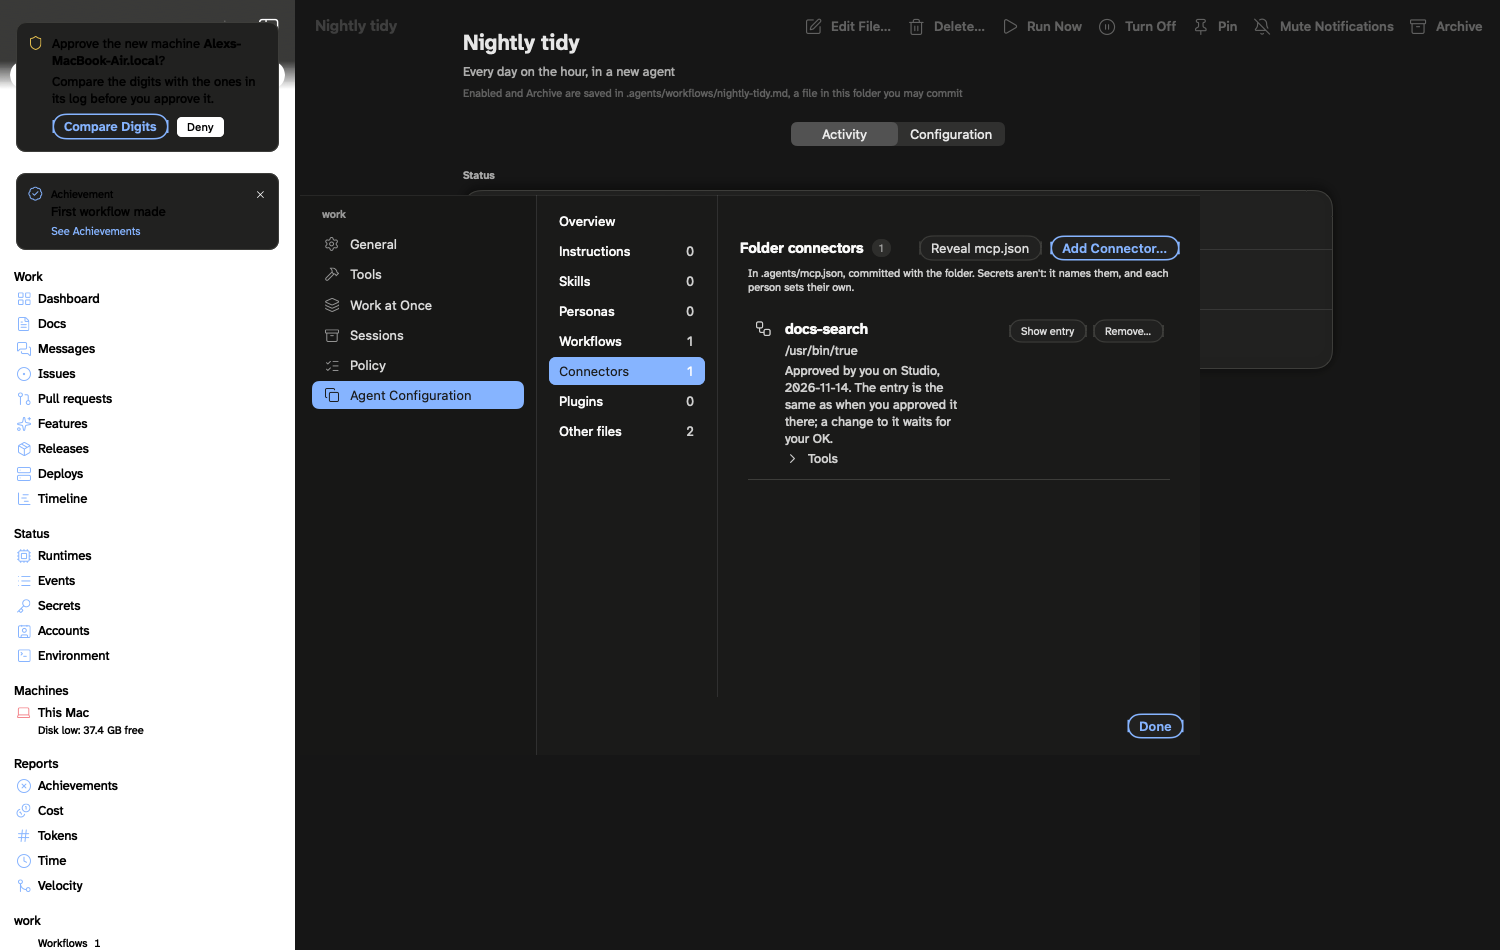 Approve the new machine Alexs-
MacBook-Air.local?
Compare the digits with the ones in
its log before you approve it.
Compare Digits
Deny
Achievement
First workflow made
See Achievements
Work
Dashboard
Docs
Messages
Issues
Pull requests
Features
Releases
Deploys
Timeline
Status
Runtimes
Events
Secrets
Accounts
Environment
Machines
This Mac
Disk low: 37.4 GB free
Reports
Achievements
Cost
Tokens
Time
Velocity
work
Workflows 1
Nightly tidy
Edit File...
Delete...
Run Now
Turn Off
Pin
Mute Notifications
Archive
Nightly tidy
Every day on the hour, in a new agent
Enabled and Archive are saved in .agents/workflows/nightly-tidy.md, a file in this folder you may commit
Activity
Configuration
Status
work
General
Tools
Work at Once
Sessions
Policy
Agent Configuration
Overview
Instructions 0
Skills 0
Personas 0
Workflows 1
Connectors 1
Plugins 0
Other files 2
Folder connectors 1
Reveal mcp.json
Add Connector...
In .agents/mcp.json, committed with the folder. Secrets aren't: it names them, and each
person sets their own.
docs-search
Show entry
Remove...
/usr/bin/true
Approved by you on Studio,
2026-11-14. The entry is the
same as when you approved it
there; a change to it waits for
your OK.
Tools
Done